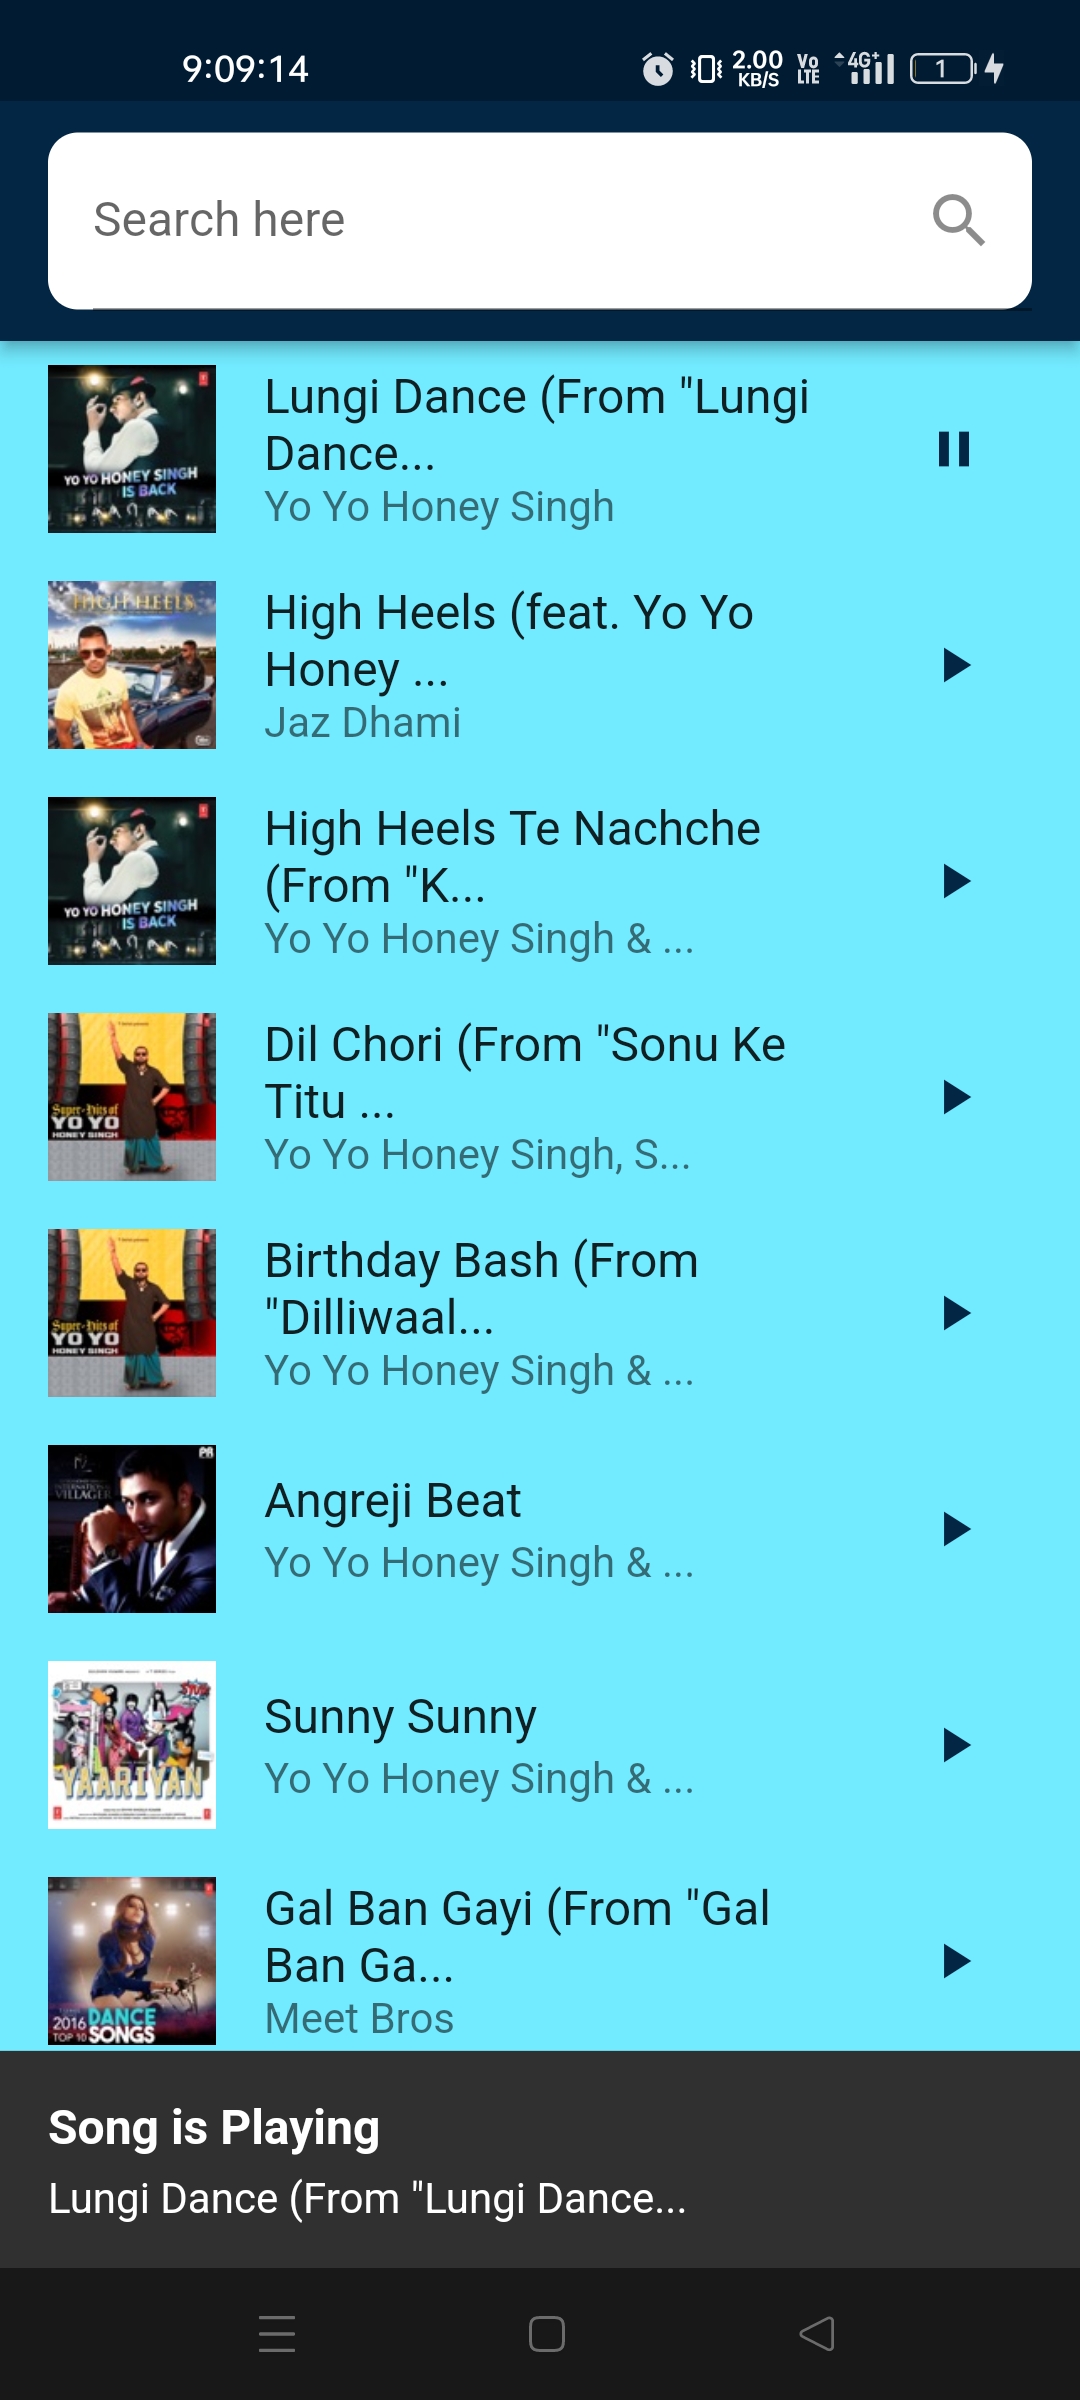 9:09:14
2.00
KB/S
Vo
LTE
4G+
1
Search here
YO YO HONEY SINGH
IS BACK
Lungi Dance (From "Lungi
Dance...
Yo Yo Honey Singh
HIGH HEELS
High Heels (feat. Yo Yo
Honey ...
Jaz Dhami
YO YO HONEY SINGH
IS BACK
High Heels Te Nachche
(From "K...
Yo Yo Honey Singh & ...
Super-Hits of
YO YO
HONEY SINGH
Dil Chori (From "Sonu Ke
Titu ...
Yo Yo Honey Singh, S...
Super-Hits of
YO YO
HONEY SINGH
Birthday Bash (From
"Dilliwaal...
Yo Yo Honey Singh & ...
PR
INTERNATIONAL
VILLAGER
Angreji Beat
Yo Yo Honey Singh & ...
YAARIYAN
Sunny Sunny
Yo Yo Honey Singh & ...
2016 DANCE
TOP 10 SONGS
Gal Ban Gayi (From "Gal
Ban Ga...
Meet Bros
Song is Playing
Lungi Dance (From "Lungi Dance...